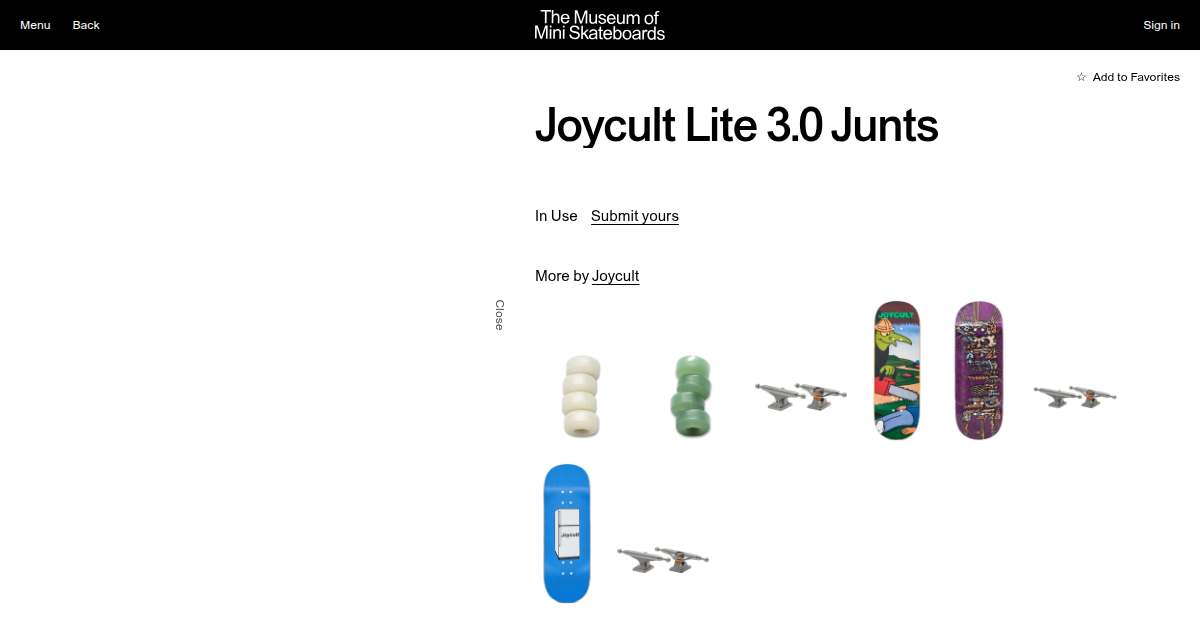 Menu
Back
The Museum of
Mini Skateboards
Sign in
☆ Add to Favorites
Joycult Lite 3.0 Junts
In Use Submit yours
More by Joycult
Close
JOYCULT
Joycult